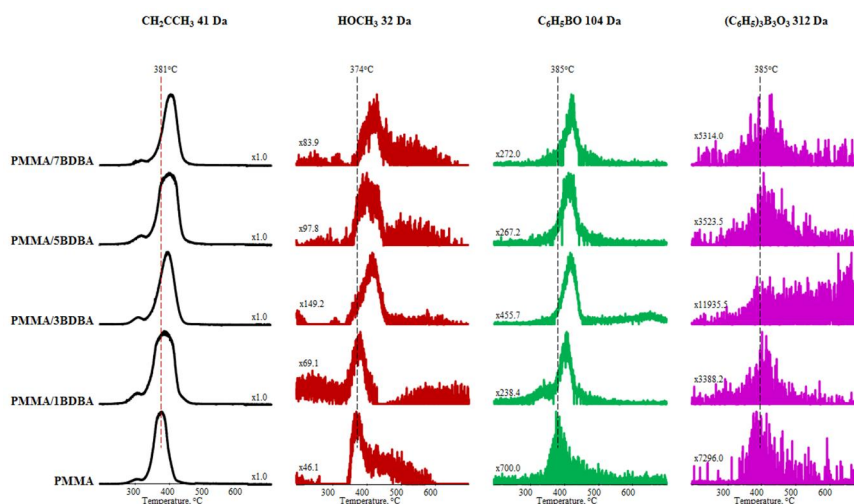 CH₂CCH₃ 41 Da HOCH₃ 32 Da C₆H₅BO 104 Da (C₆H₅)₃B₃O₃ 312 Da
381°C 374°C 385°C 385°C
PMMA/7BDBA x1.0 x83.9 x272.0 x5314.0
PMMA/5BDBA x1.0 x97.8 x267.2 x3523.5
PMMA/3BDBA x1.0 x149.2 x455.7 x11935.5
PMMA/1BDBA x1.0 x69.1 x238.4 x3388.2
PMMA x1.0 x46.1 x700.0 x7296.0
300 400 500 600 300 400 500 600 300 400 500 600 300 400 500 600
Temperature, °C Temperature, °C Temperature, °C Temperature, °C